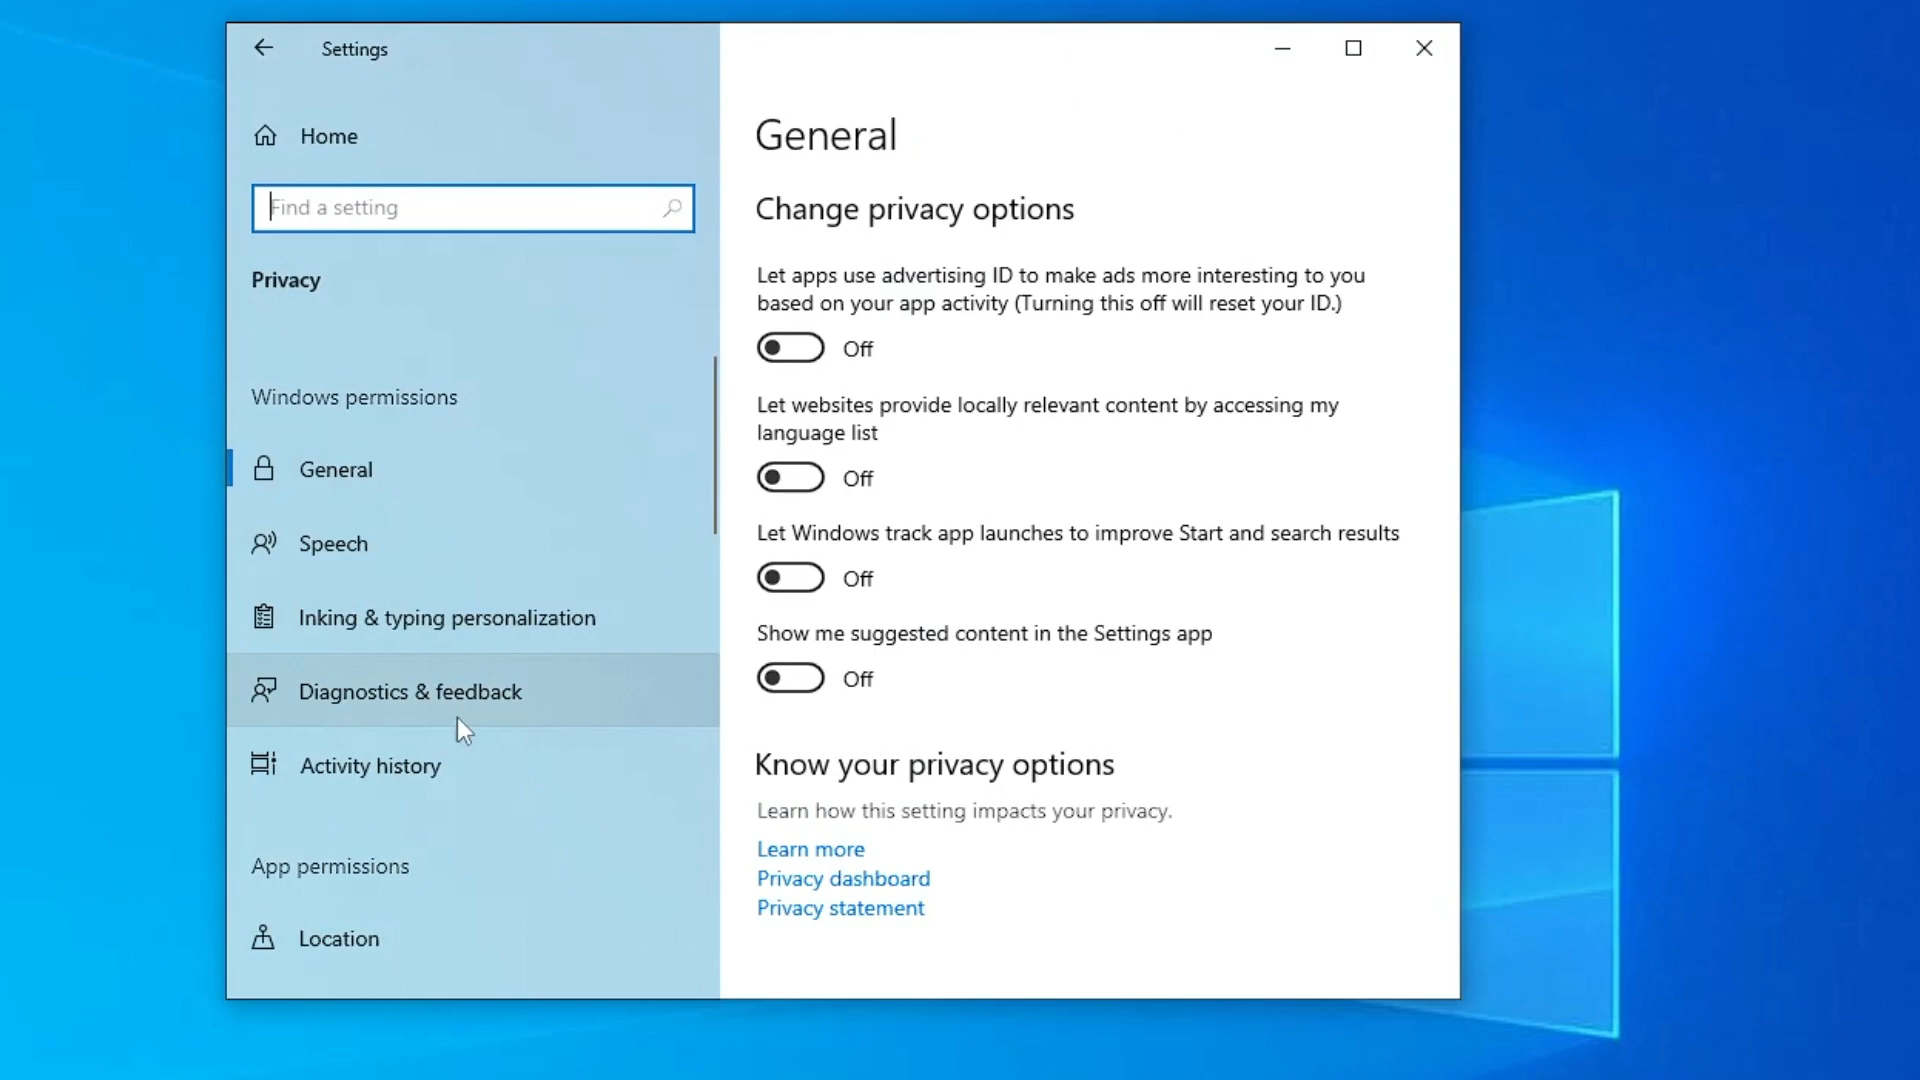 Settings
Home
Find a setting
Privacy
Windows permissions
General
Speech
Inking & typing personalization
Diagnostics & feedback
Activity history
App permissions
Location
General
Change privacy options
Let apps use advertising ID to make ads more interesting to you
based on your app activity (Turning this off will reset your ID.)
Off
Let websites provide locally relevant content by accessing my
language list
Off
Let Windows track app launches to improve Start and search results
Off
Show me suggested content in the Settings app
Off
Know your privacy options
Learn how this setting impacts your privacy.
Learn more
Privacy dashboard
Privacy statement